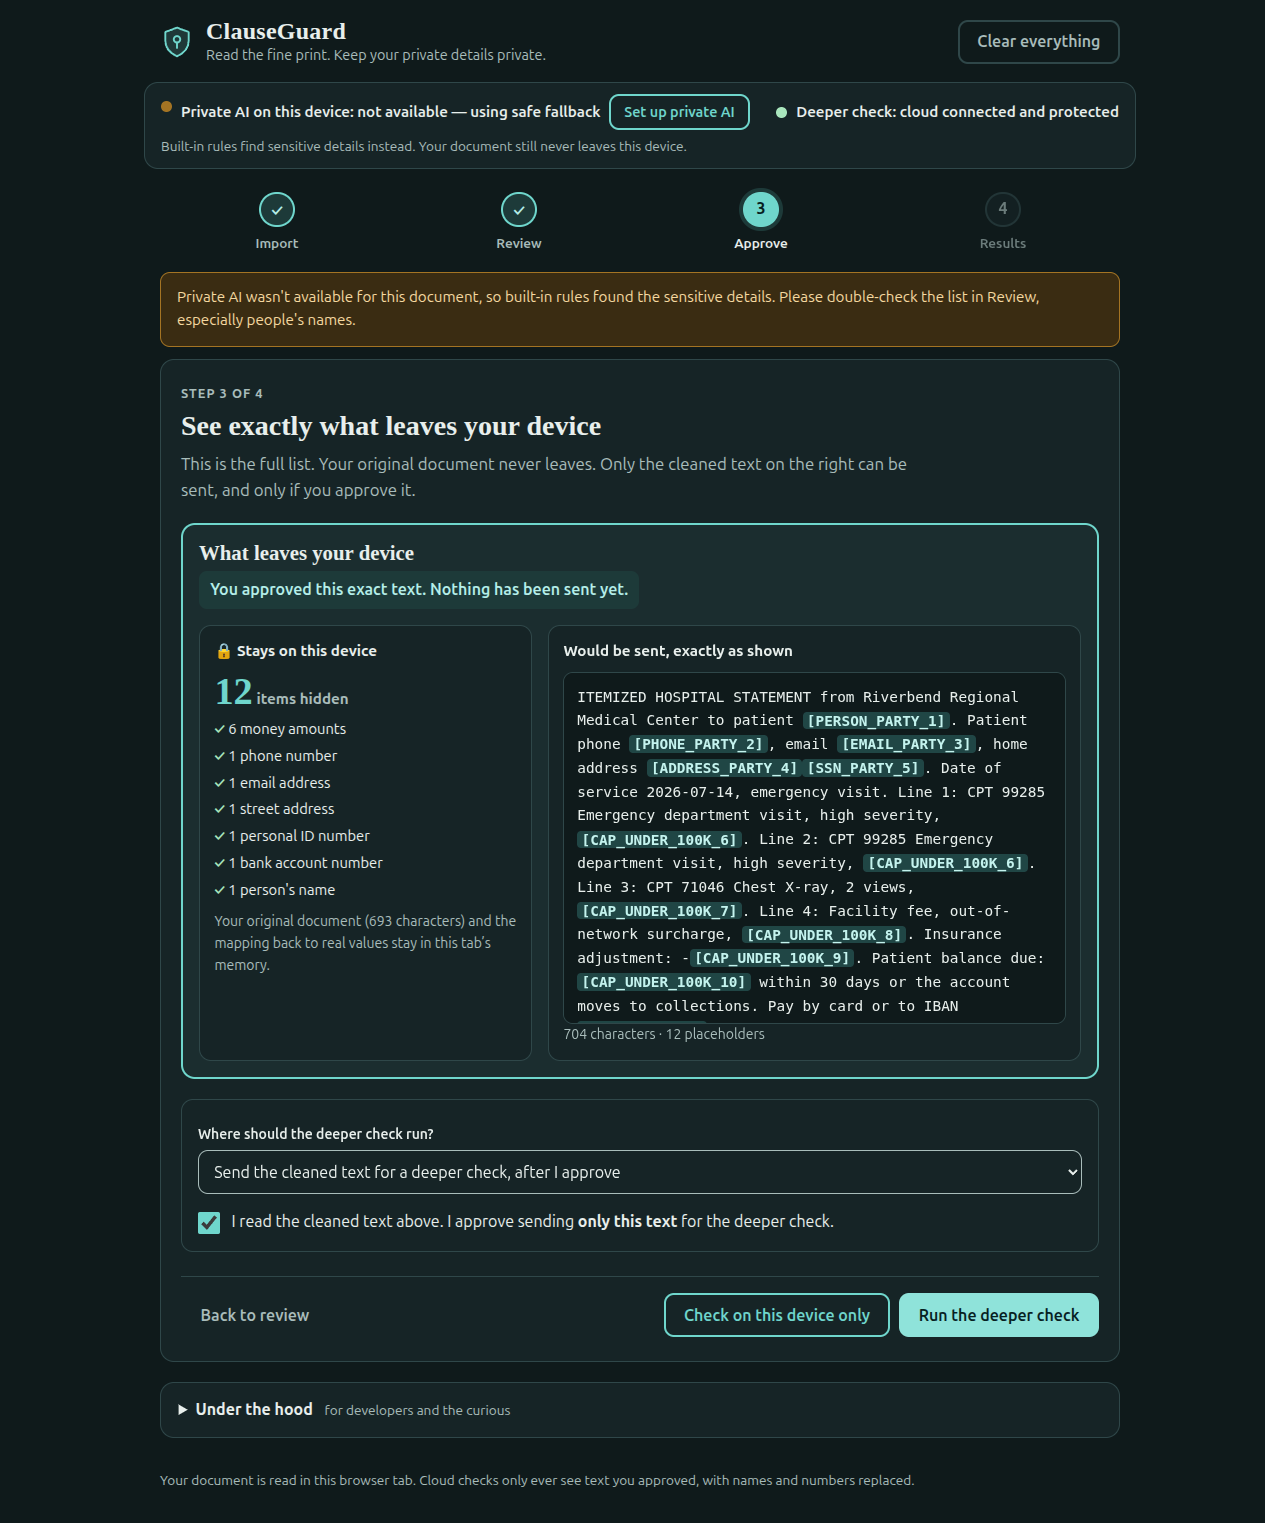 ClauseGuard
Read the fine print. Keep your private details private.
Clear everything
Private AI on this device: not available — using safe fallback
Set up private AI
Deeper check: cloud connected and protected
Built-in rules find sensitive details instead. Your document still never leaves this device.
Import
Review
3
Approve
4
Results
Private AI wasn't available for this document, so built-in rules found the sensitive details. Please double-check the list in Review,
especially people's names.
STEP 3 OF 4
See exactly what leaves your device
This is the full list. Your original document never leaves. Only the cleaned text on the right can be
sent, and only if you approve it.
What leaves your device
You approved this exact text. Nothing has been sent yet.
🔒 Stays on this device
12 items hidden
✓ 6 money amounts
✓ 1 phone number
✓ 1 email address
✓ 1 street address
✓ 1 personal ID number
✓ 1 bank account number
✓ 1 person's name
Your original document (693 characters) and the
mapping back to real values stay in this tab's
memory.
Would be sent, exactly as shown
ITEMIZED HOSPITAL STATEMENT from Riverbend Regional
Medical Center to patient [PERSON_PARTY_1]. Patient
phone [PHONE_PARTY_2], email [EMAIL_PARTY_3], home
address [ADDRESS_PARTY_4][SSN_PARTY_5]. Date of
service 2026-07-14, emergency visit. Line 1: CPT 99285
Emergency department visit, high severity,
[CAP_UNDER_100K_6]. Line 2: CPT 99285 Emergency
department visit, high severity, [CAP_UNDER_100K_6].
Line 3: CPT 71046 Chest X-ray, 2 views,
[CAP_UNDER_100K_7]. Line 4: Facility fee, out-of-
network surcharge, [CAP_UNDER_100K_8]. Insurance
adjustment: -[CAP_UNDER_100K_9]. Patient balance due:
[CAP_UNDER_100K_10] within 30 days or the account
moves to collections. Pay by card or to IBAN
704 characters · 12 placeholders
Where should the deeper check run?
Send the cleaned text for a deeper check, after I approve
I read the cleaned text above. I approve sending only this text for the deeper check.
Back to review
Check on this device only
Run the deeper check
▶ Under the hood for developers and the curious
Your document is read in this browser tab. Cloud checks only ever see text you approved, with names and numbers replaced.